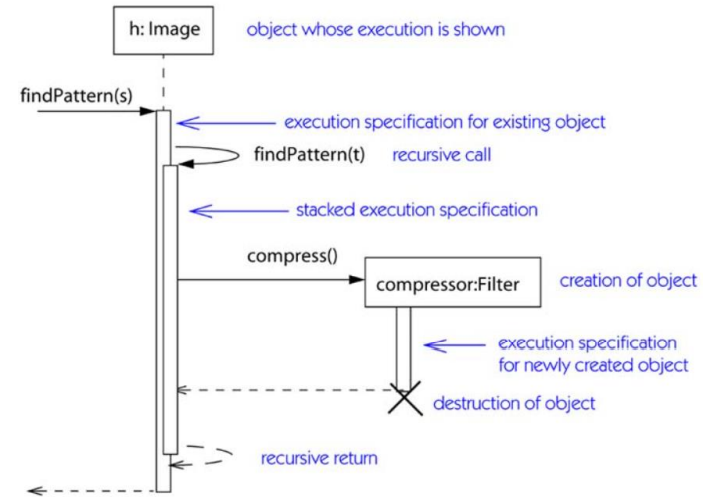 h: Image
object whose execution is shown
findPattern(s)
execution specification for existing object
findPattern(t)
recursive call
stacked execution specification
compress()
compressor:Filter
creation of object
execution specification
for newly created object
destruction of object
recursive return